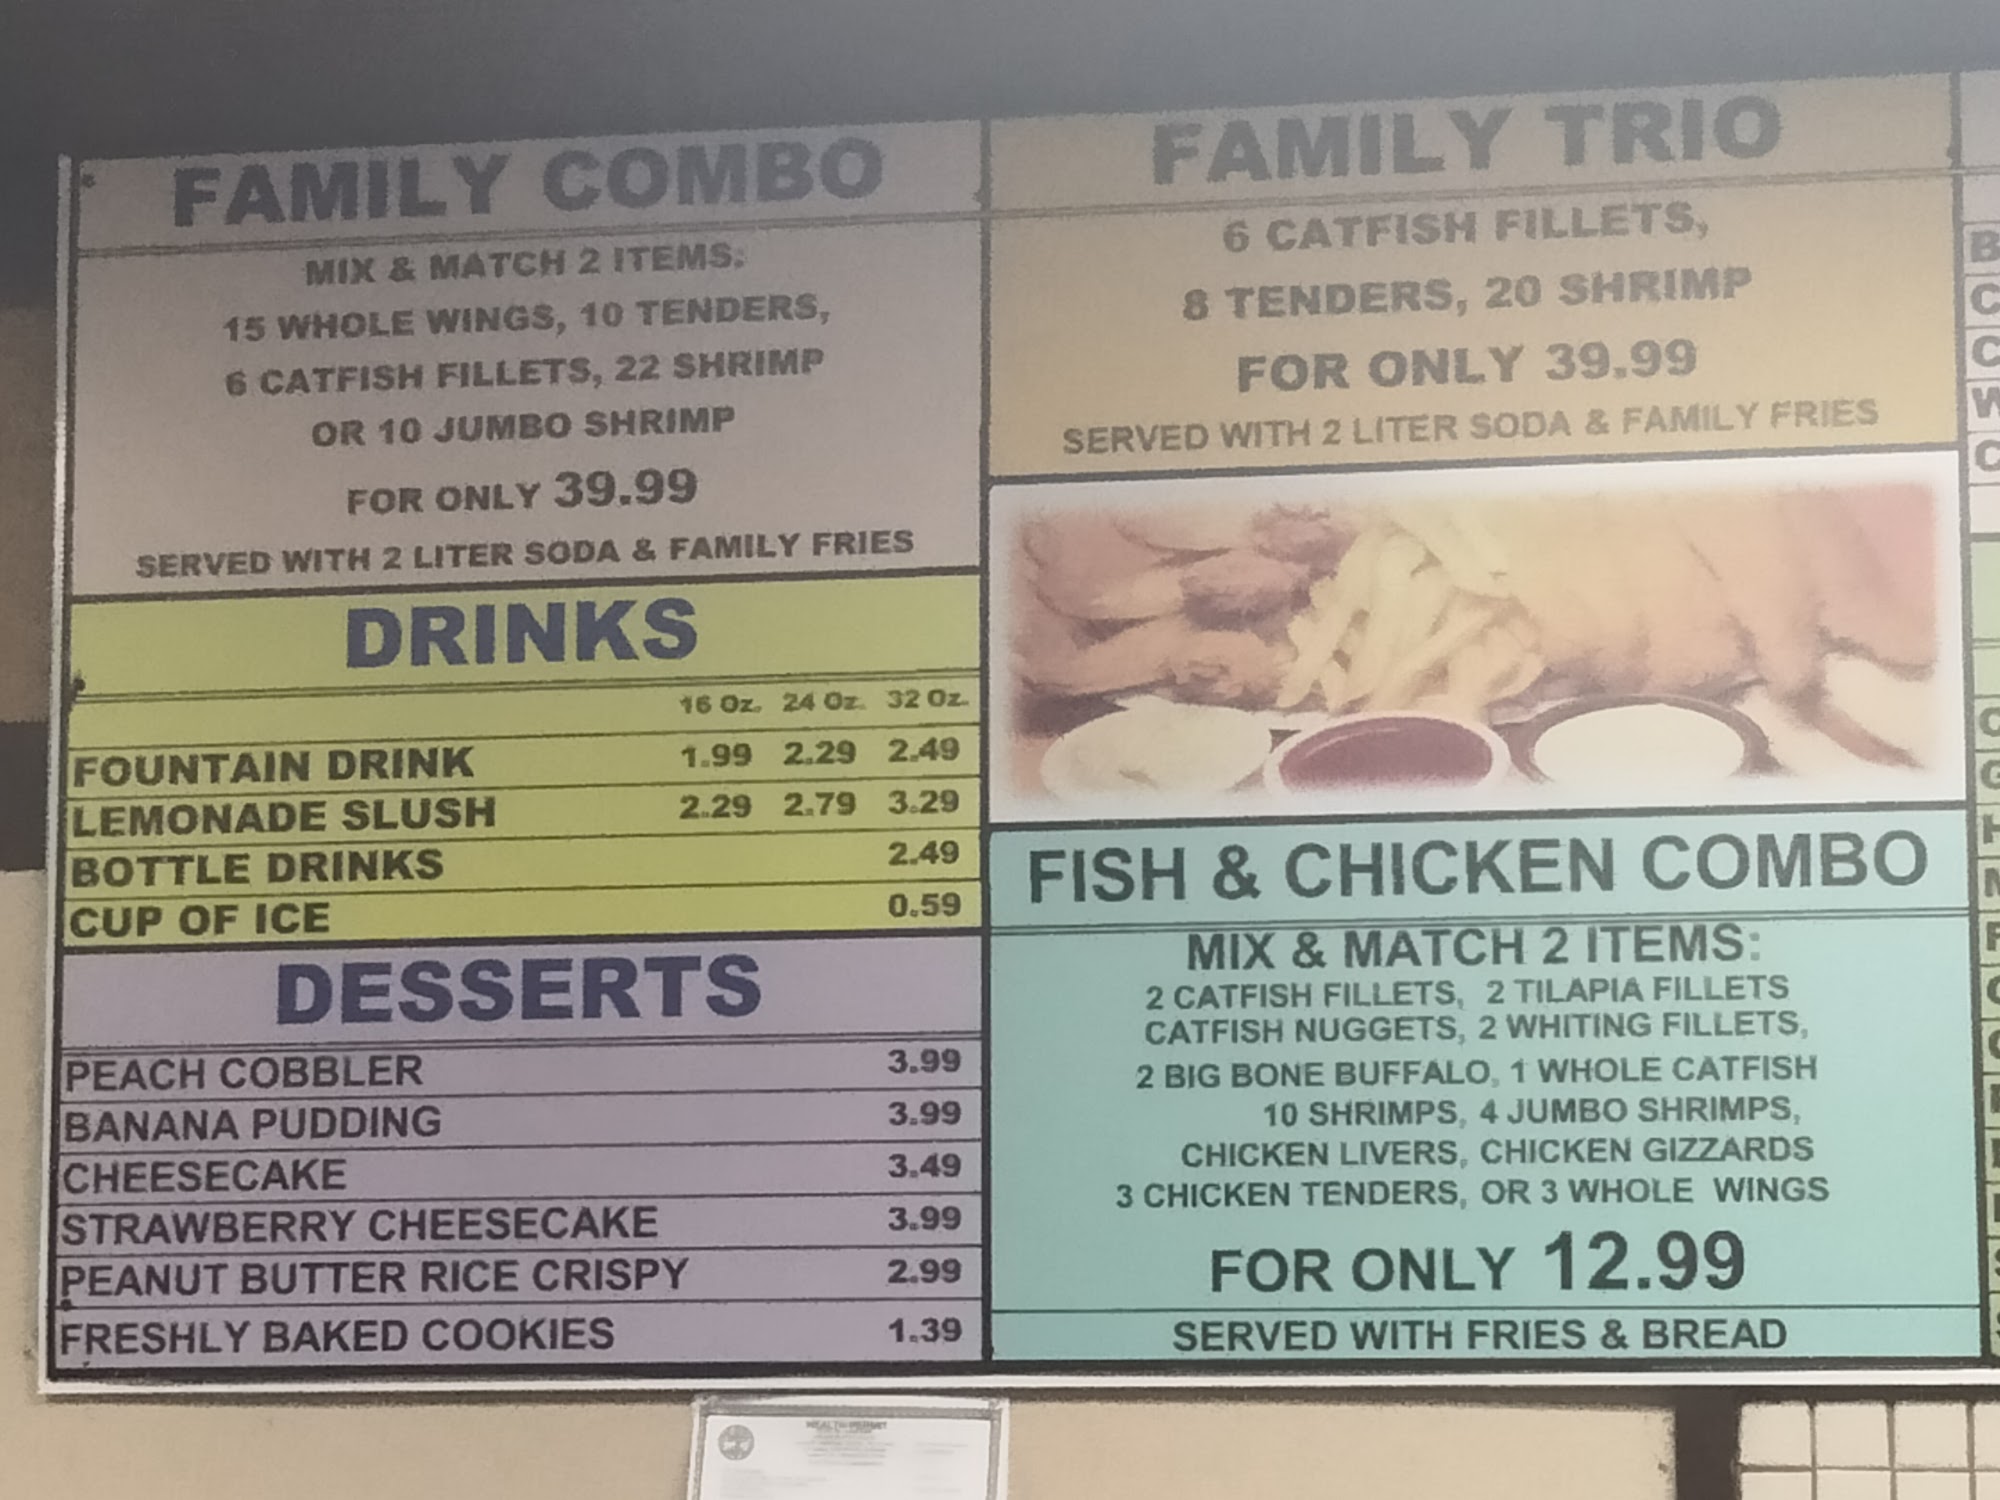 FAMILY COMBO
MIX & MATCH 2 ITEMS:
15 WHOLE WINGS, 10 TENDERS,
6 CATFISH FILLETS, 22 SHRIMP
OR 10 JUMBO SHRIMP
FOR ONLY 39.99
SERVED WITH 2 LITER SODA & FAMILY FRIES
DRINKS
16 Oz. 24 Oz. 32 Oz.
FOUNTAIN DRINK 1.99 2.29 2.49
LEMONADE SLUSH 2.29 2.79 3.29
BOTTLE DRINKS 2.49
CUP OF ICE 0.59
DESSERTS
PEACH COBBLER 3.99
BANANA PUDDING 3.99
CHEESECAKE 3.49
STRAWBERRY CHEESECAKE 3.99
PEANUT BUTTER RICE CRISPY 2.99
FRESHLY BAKED COOKIES 1.39
FAMILY TRIO
6 CATFISH FILLETS,
8 TENDERS, 20 SHRIMP
FOR ONLY 39.99
SERVED WITH 2 LITER SODA & FAMILY FRIES
FISH & CHICKEN COMBO
MIX & MATCH 2 ITEMS:
2 CATFISH FILLETS, 2 TILAPIA FILLETS
CATFISH NUGGETS, 2 WHITING FILLETS,
2 BIG BONE BUFFALO, 1 WHOLE CATFISH
10 SHRIMPS, 4 JUMBO SHRIMPS,
CHICKEN LIVERS, CHICKEN GIZZARDS
3 CHICKEN TENDERS, OR 3 WHOLE WINGS
FOR ONLY 12.99
SERVED WITH FRIES & BREAD
HEALTH PERMIT